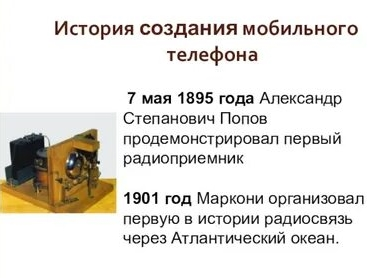 История создания мобильного
телефона
7 мая 1895 года Александр
Степанович Попов
продемонстрировал первый
радиоприемник
1901 год Маркони организовал
первую в истории радиосвязь
через Атлантический океан.